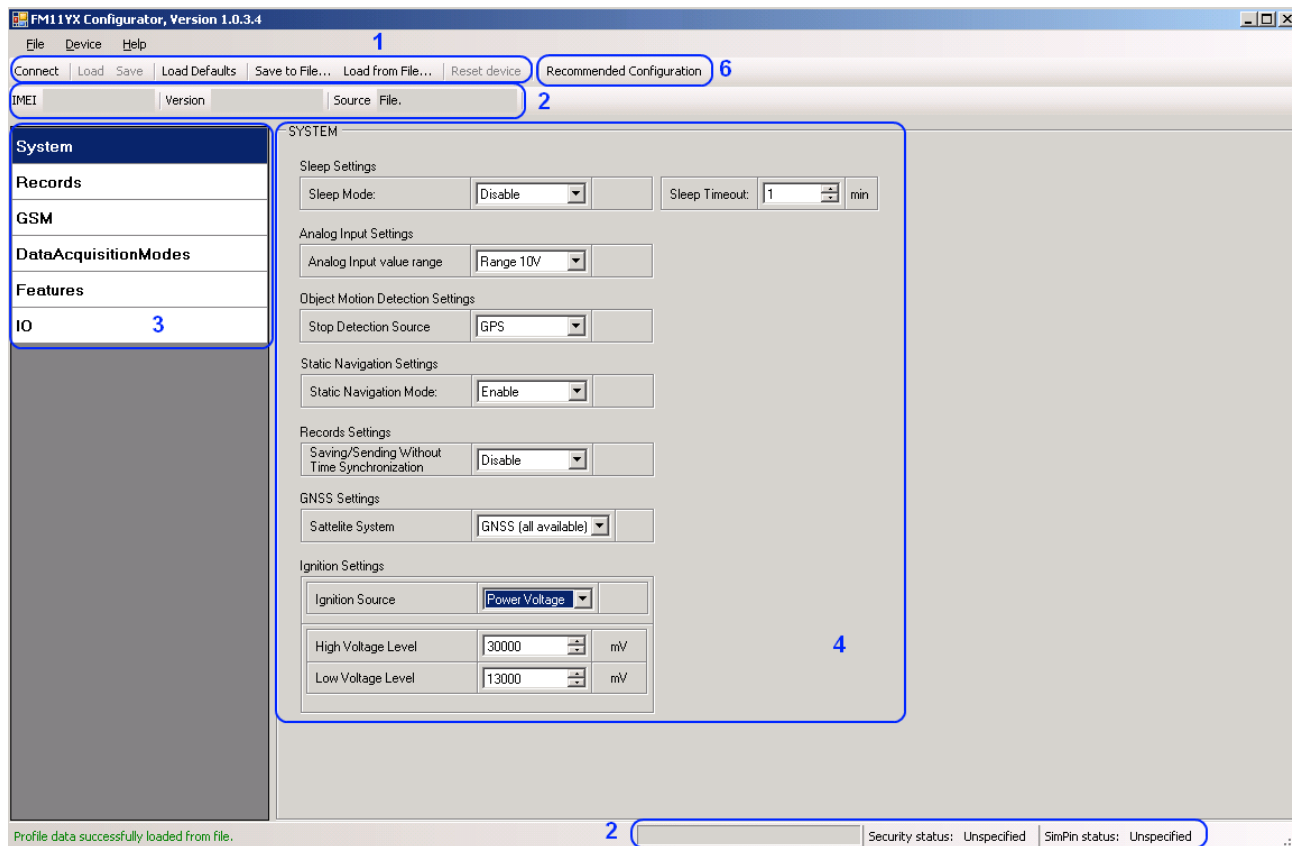 FM11YX Configurator, Version 1.0.3.4
File Device Help
1
Connect Load Save Load Defaults Save to File... Load from File... Reset device Recommended Configuration 6
IMEI Version Source File. 2
System
Records
GSM
DataAcquisitionModes
Features
IO 3
SYSTEM
Sleep Settings
Sleep Mode: Disable Sleep Timeout: 1 min
Analog Input Settings
Analog Input value range Range 10V
Object Motion Detection Settings
Stop Detection Source GPS
Static Navigation Settings
Static Navigation Mode: Enable
Records Settings
Saving/Sending Without
Time Synchronization Disable
GNSS Settings
Sattelite System GNSS (all available)
Ignition Settings
Ignition Source Power Voltage
High Voltage Level 30000 mV
4
Low Voltage Level 13000 mV
Profile data successfully loaded from file. 2 Security status: Unspecified SimPin status: Unspecified